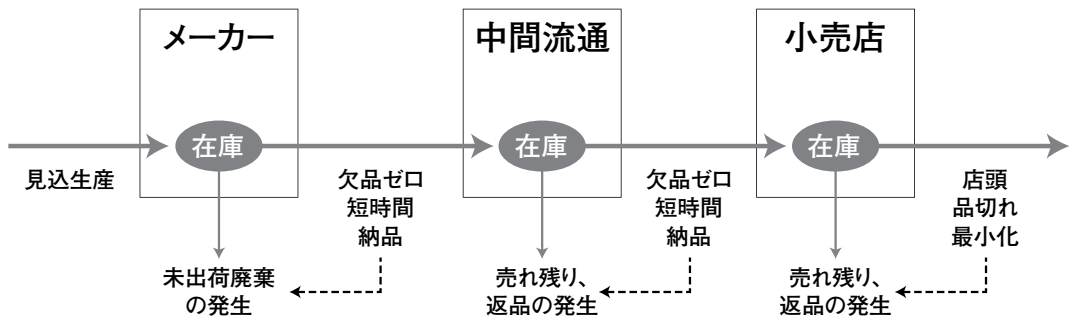 メーカー
中間流通
小売店
在庫
在庫
在庫
見込生産
欠品ゼロ
短時間
納品
欠品ゼロ
短時間
納品
店頭
品切れ
最小化
未出荷廃棄
の発生
売れ残り、
返品の発生
売れ残り、
返品の発生